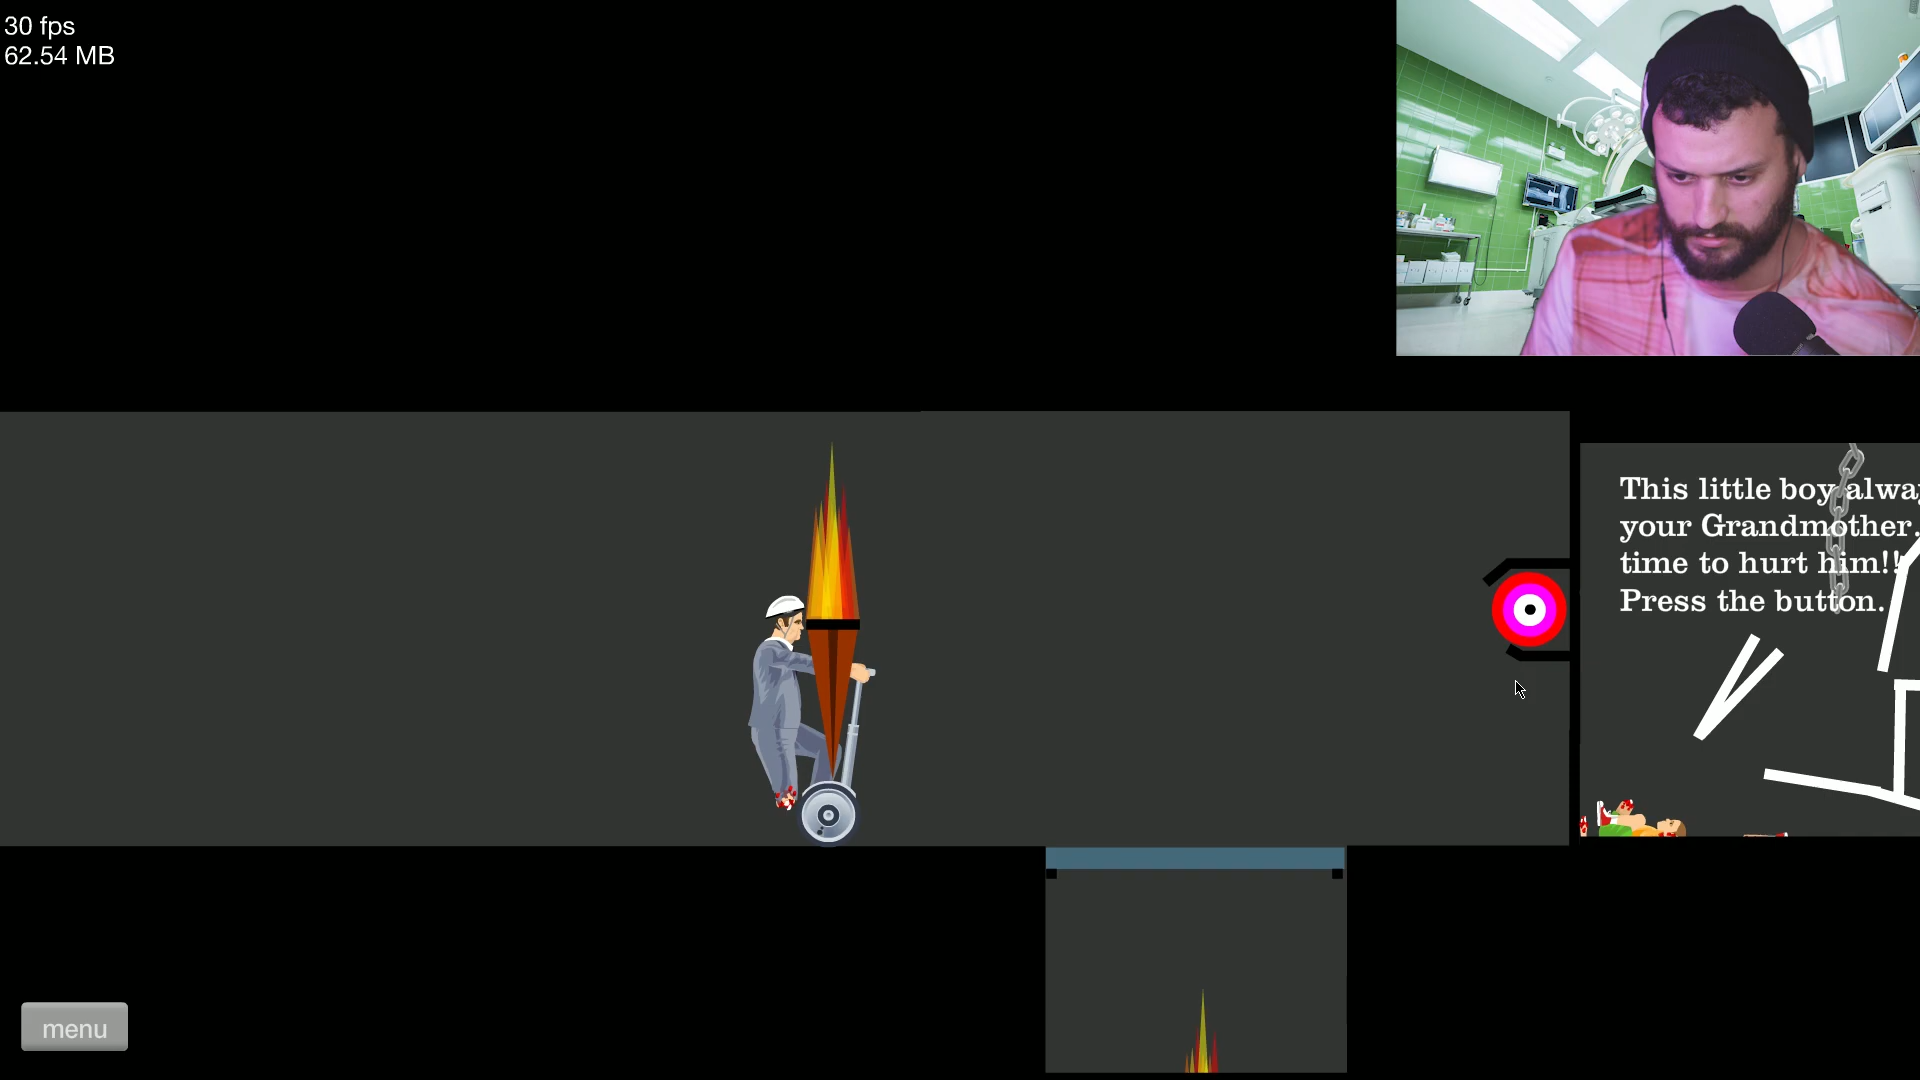 30 fps
62.54 MB
This little boy
your Grandmother.
time to hurt him!!
Press the button.
menu